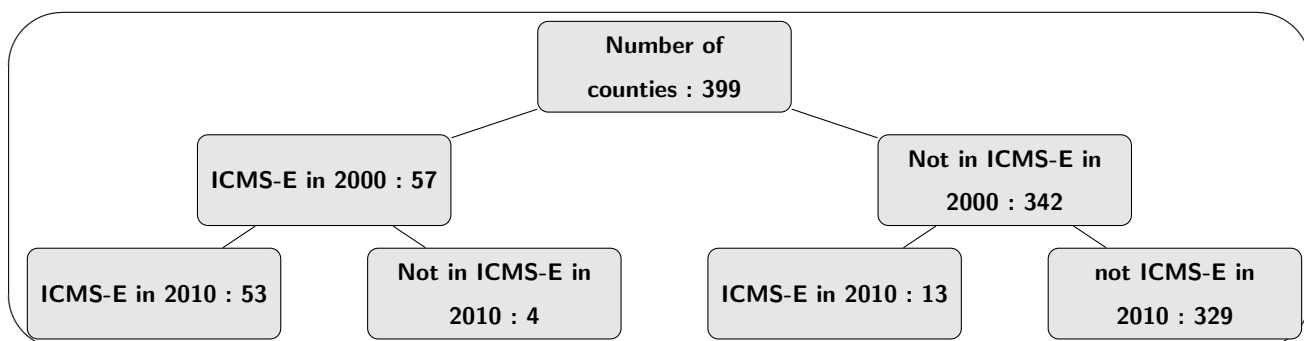 Number of
counties : 399
ICMS-E in 2000 : 57
Not in ICMS-E in
2000 : 342
ICMS-E in 2010 : 53
Not in ICMS-E in
2010 : 4
ICMS-E in 2010 : 13
not ICMS-E in
2010 : 329